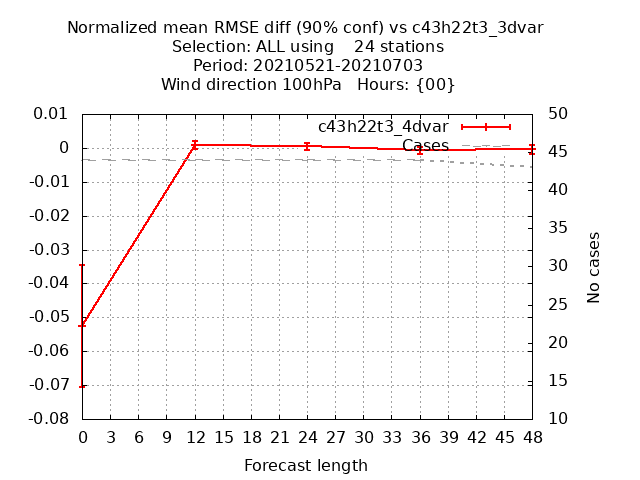 Normalized mean RMSE diff (90% conf) vs c43h22t3_3dvar
Selection: ALL using    24 stations
Period: 20210521-20210703
Wind direction 100hPa   Hours: {00}
c43h22t3_4dvar
Cases
0.01
0
-0.01
-0.02
-0.03
-0.04
-0.05
-0.06
-0.07
-0.08
50
45
40
35
30
25
20
15
10
No cases
0 3 6 9 12 15 18 21 24 27 30 33 36 39 42 45 48
Forecast length